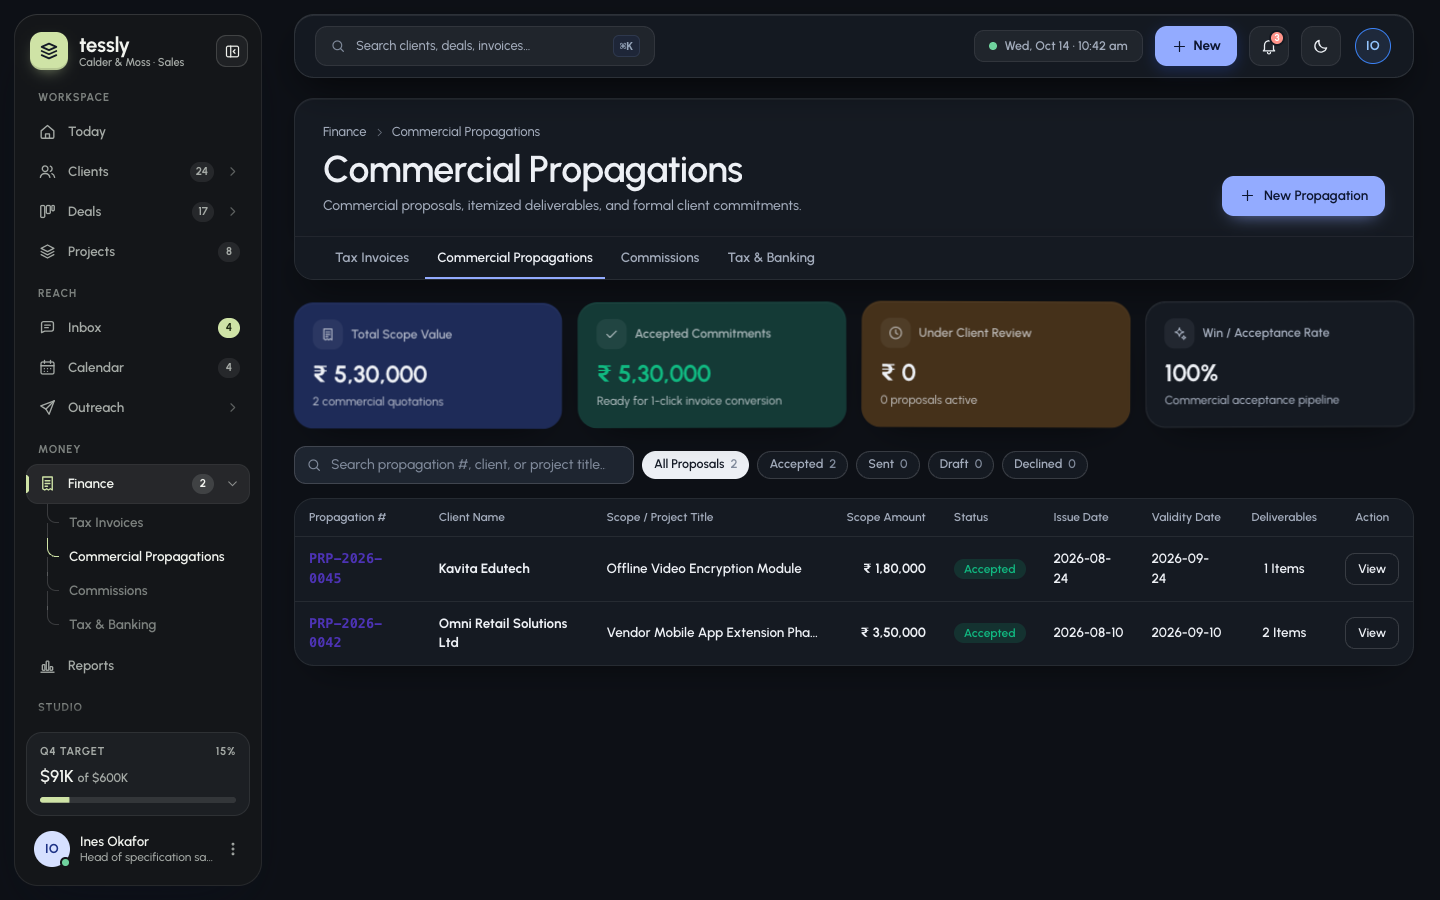 tessly
Calder & Moss · Sales
WORKSPACE
Today
Clients 24
Deals 17
Projects 8
REACH
Inbox 4
Calendar 4
Outreach
MONEY
Finance 2
Tax Invoices
Commercial Propagations
Commissions
Tax & Banking
Reports
STUDIO
Q4 TARGET 15%
$91K of $600K
IO
Ines Okafor
Head of specification sa...
Search clients, deals, invoices... ⌘K
Wed, Oct 14 · 10:42 am
New
3
IO
Finance > Commercial Propagations
Commercial Propagations
Commercial proposals, itemized deliverables, and formal client commitments.
New Propagation
Tax Invoices Commercial Propagations Commissions Tax & Banking
Total Scope Value
₹ 5,30,000
2 commercial quotations
Accepted Commitments
₹ 5,30,000
Ready for 1-click invoice conversion
Under Client Review
₹ 0
0 proposals active
Win / Acceptance Rate
100%
Commercial acceptance pipeline
Search propagation #, client, or project title..
All Proposals 2 Accepted 2 Sent 0 Draft 0 Declined 0
Propagation # Client Name Scope / Project Title Scope Amount Status Issue Date Validity Date Deliverables Action
PRP-2026-
0045
Kavita Edutech
Offline Video Encryption Module
₹ 1,80,000
Accepted
2026-08-
24
2026-09-
24
1 Items
View
PRP-2026-
0042
Omni Retail Solutions
Ltd
Vendor Mobile App Extension Pha...
₹ 3,50,000
Accepted
2026-08-10
2026-09-10
2 Items
View